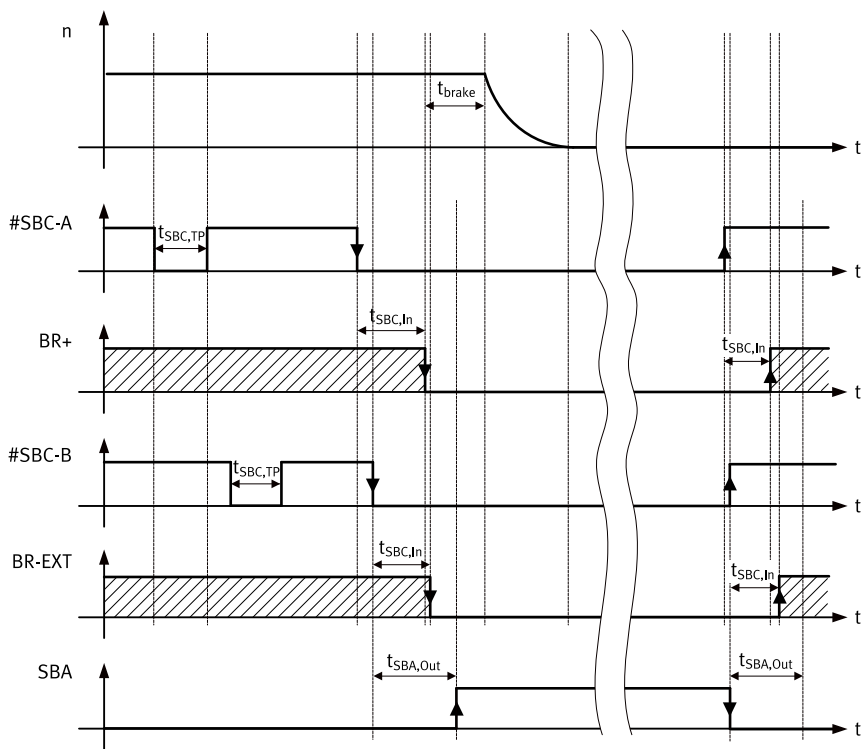 n
t_brake
t
#SBC-A
t_SBC,TP
t
BR+
t_SBC,In
t_SBC,In
t
#SBC-B
t_SBC,TP
t
BR-EXT
t_SBC,In
t_SBC,In
t
SBA
t_SBA,Out
t_SBA,Out
t